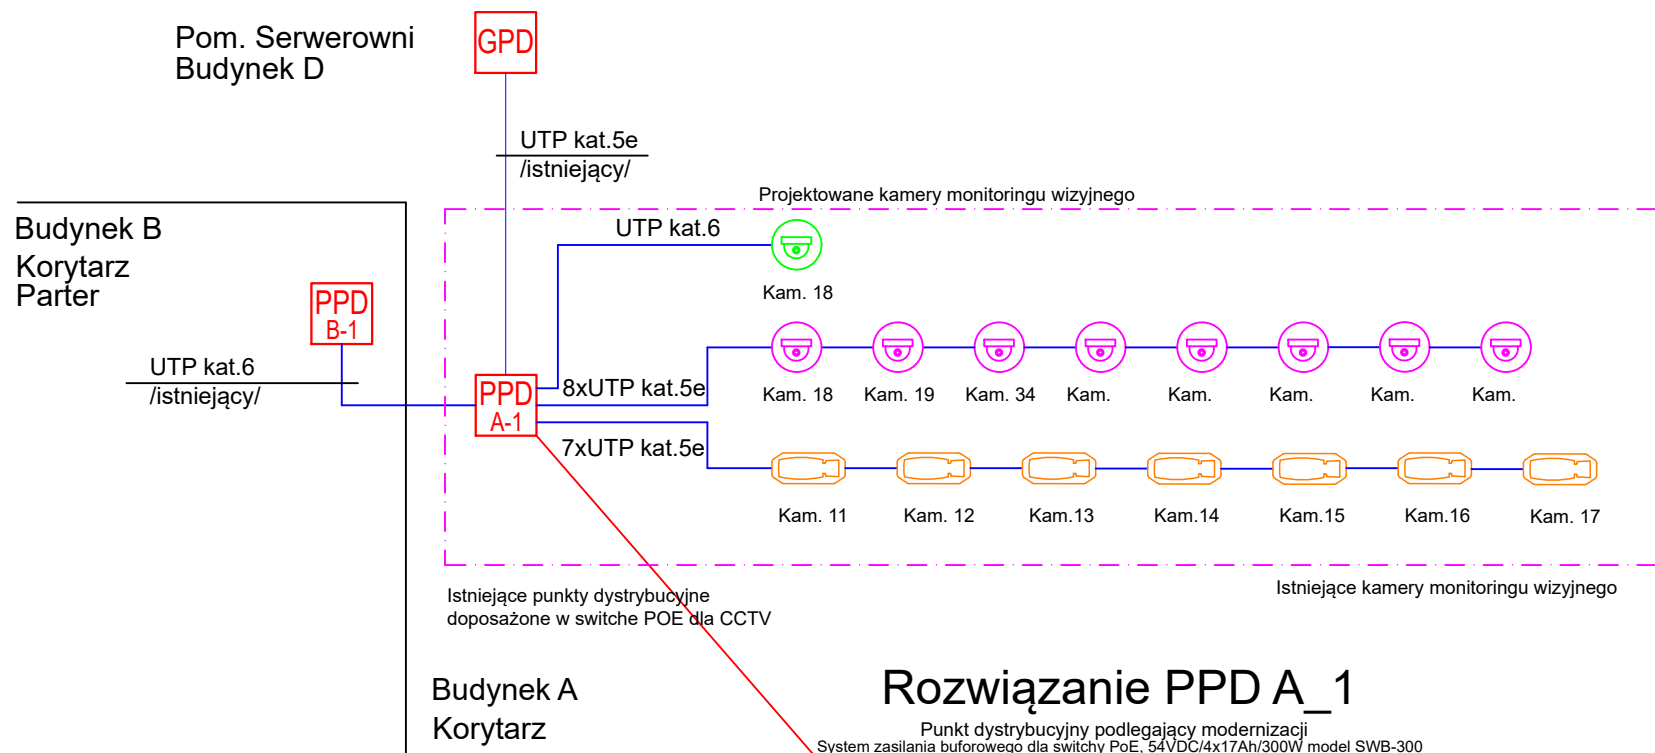 Pom. Serwerowni
Budynek D
GPD
UTP kat.5e
/istniejący/
Projektowane kamery monitoringu wizyjnego
Budynek B
Korytarz
Parter
PPD
B-1
UTP kat.6
/istniejący/
UTP kat.6
Kam. 18
PPD
A-1
8xUTP kat.5e
Kam. 18 Kam. 19 Kam. 34 Kam. Kam. Kam. Kam. Kam.
7xUTP kat.5e
Kam. 11 Kam. 12 Kam.13 Kam.14 Kam.15 Kam.16 Kam. 17
Istniejące punkty dystrybucyjne
doposażone w switche POE dla CCTV
Istniejące kamery monitoringu wizyjnego
Budynek A
Korytarz
Rozwiązanie PPD A_1
Punkt dystrybucyjny podlegający modernizacji
System zasilania buforowego dla switchy PoE, 54VDC/4x17Ah/300W model SWB-300